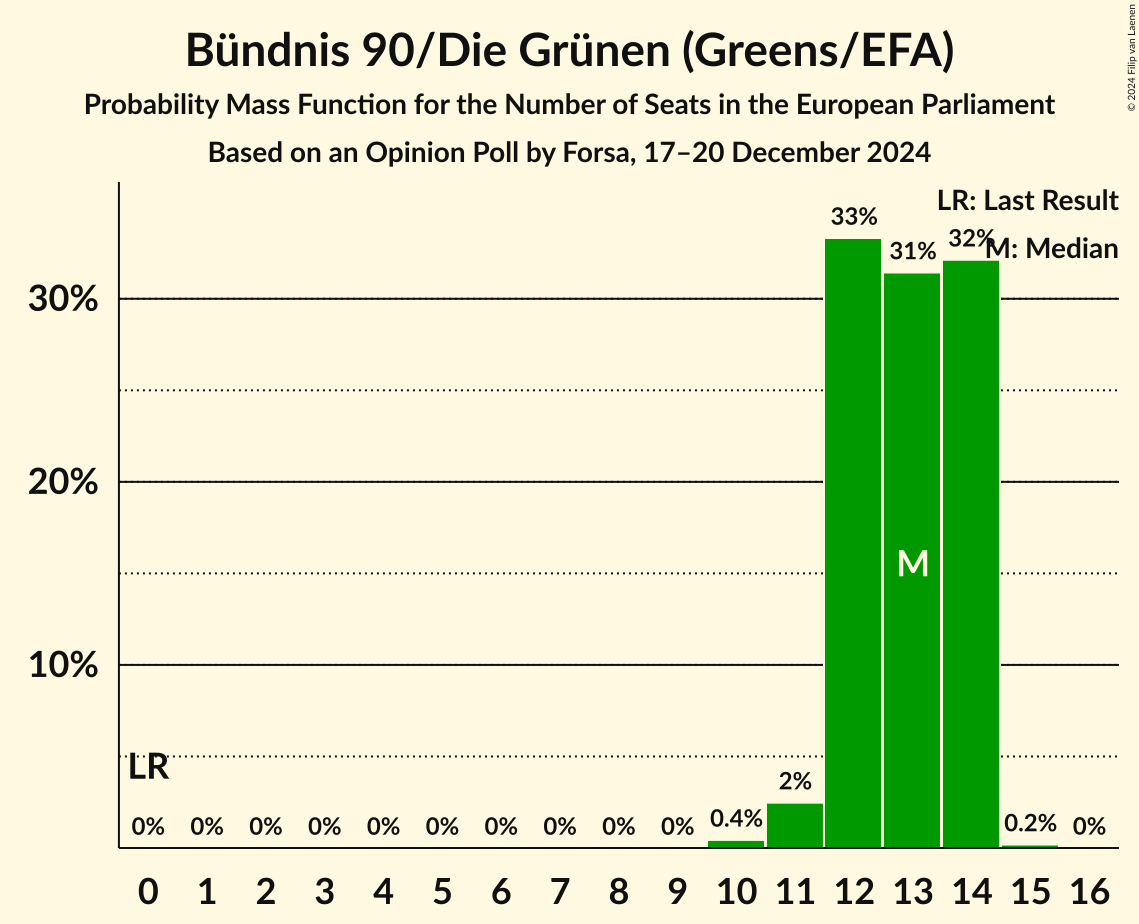 Bündnis 90/Die Grünen (Greens/EFA)
Probability Mass Function for the Number of Seats in the European Parliament
Based on an Opinion Poll by Forsa, 17–20 December 2024
© 2024 Filip van Laenen
LR: Last Result
M: Median
33%
31%
32%
30%
20%
M
10%
LR
0% 0% 0% 0% 0% 0% 0% 0% 0% 0% 0.4% 2% 0.2% 0%
0 1 2 3 4 5 6 7 8 9 10 11 12 13 14 15 16